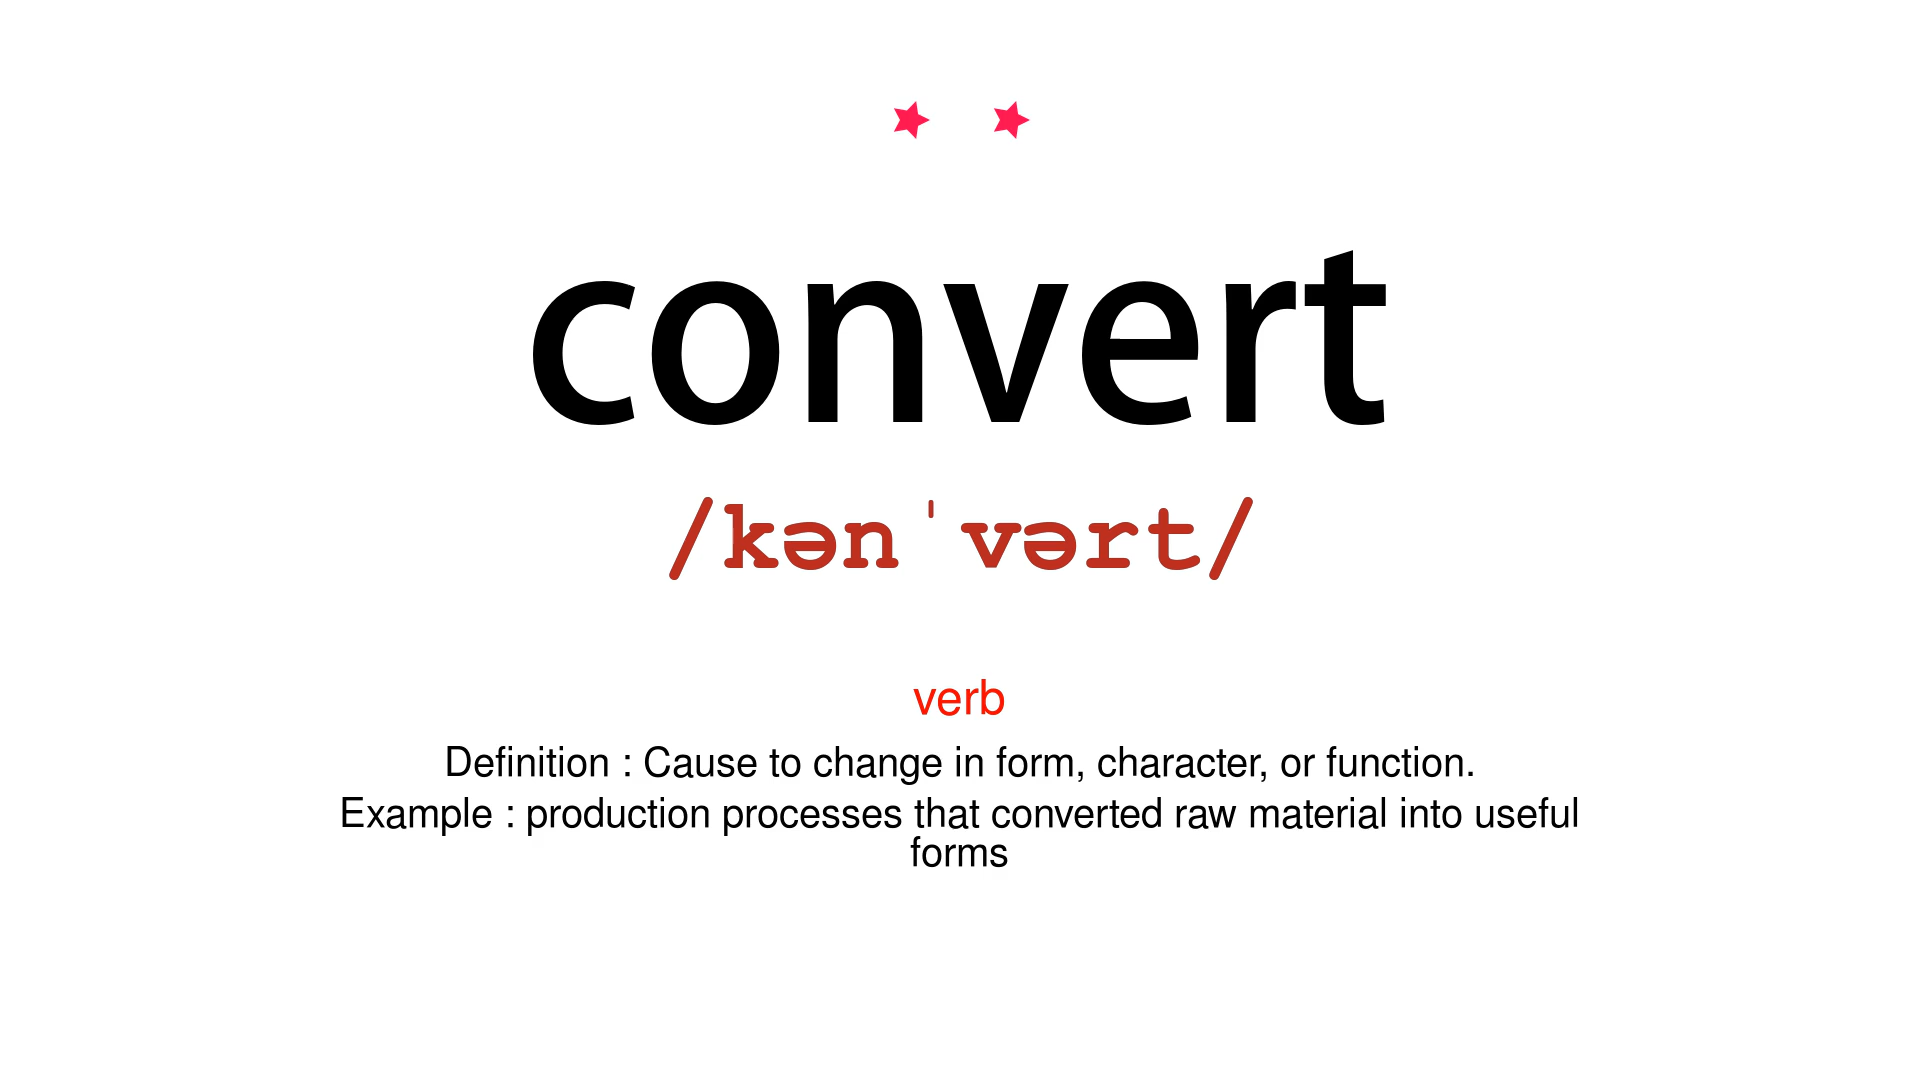 convert
/kənˈvərt/
verb
Definition : Cause to change in form, character, or function.
Example : production processes that converted raw material into useful
forms